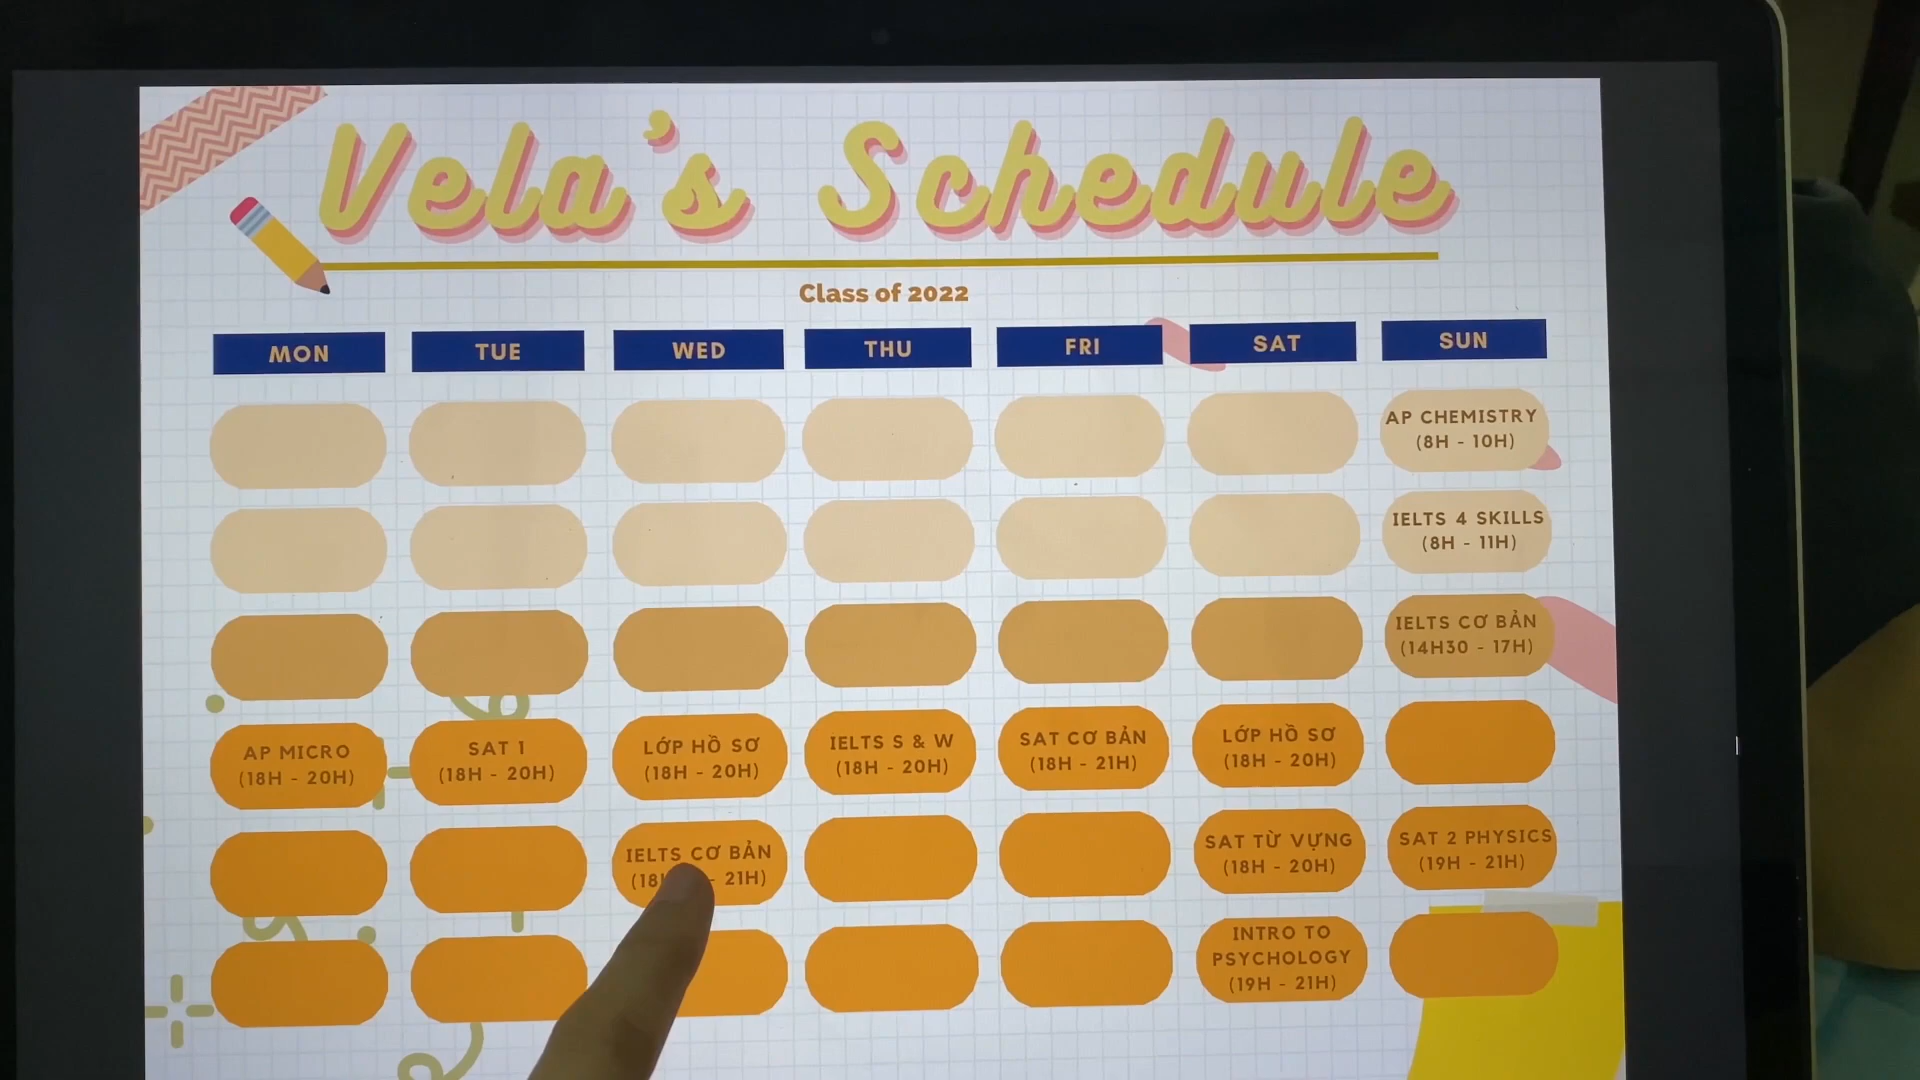 Vela's Schedule
Class of 2022
MON TUE WED THU FRI SAT SUN
AP CHEMISTRY
(8H - 10H)
IELTS 4 SKILLS
(8H - 11H)
IELTS CƠ BẢN
(14H30 - 17H)
AP MICRO
(18H - 20H)
SAT 1
(18H - 20H)
LỚP HỒ SƠ
(18H - 20H)
IELTS S & W
(18H - 20H)
SAT CƠ BẢN
(18H - 21H)
LỚP HỒ SƠ
(18H - 20H)
IELTS CƠ BẢN
- 21H)
SAT TỪ VỰNG
(18H - 20H)
SAT 2 PHYSICS
(19H - 21H)
INTRO TO
PSYCHOLOGY
(19H - 21H)